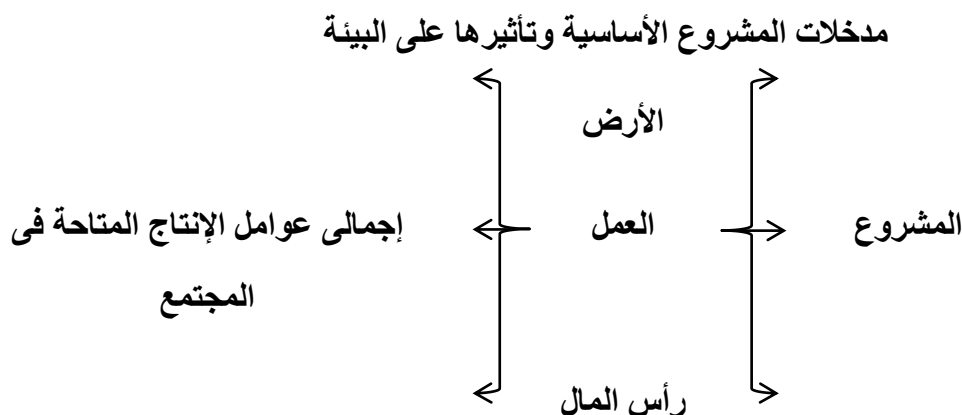 مدخلات المشروع الأساسية وتأثيرها على البيئة
الأرض
المشروع
العمل
إجمالى عوامل الإنتاج المتاحة فى
المجتمع
رأس المال